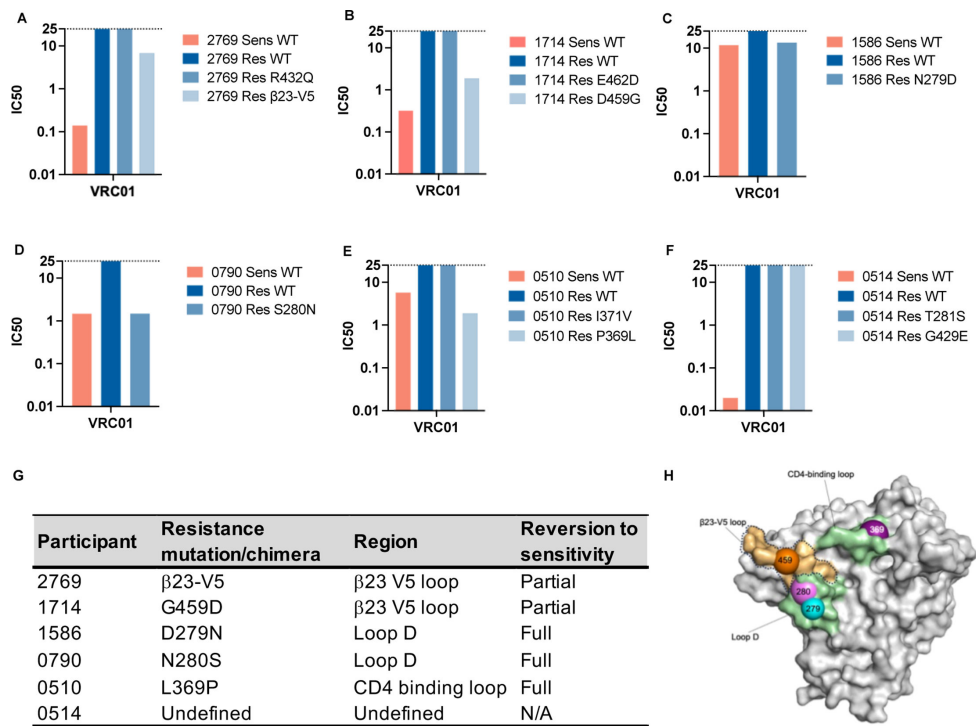 A
25
10
1
0.1
0.01
IC50
VRC01
2769 Sens WT
2769 Res WT
2769 Res R432Q
2769 Res β23-V5
B
25
10
1
0.1
0.01
IC50
VRC01
1714 Sens WT
1714 Res WT
1714 Res E462D
1714 Res D459G
C
25
10
1
0.1
0.01
IC50
VRC01
1586 Sens WT
1586 Res WT
1586 Res N279D
D
25
10
1
0.1
0.01
IC50
VRC01
0790 Sens WT
0790 Res WT
0790 Res S280N
E
25
10
1
0.1
0.01
IC50
VRC01
0510 Sens WT
0510 Res WT
0510 Res I371V
0510 Res P369L
F
25
10
1
0.1
0.01
IC50
VRC01
0514 Sens WT
0514 Res WT
0514 Res T281S
0514 Res G429E
G
Participant Resistance mutation/chimera Region Reversion to sensitivity
2769 β23-V5 β23 V5 loop Partial
1714 G459D β23 V5 loop Partial
1586 D279N Loop D Full
0790 N280S Loop D Full
0510 L369P CD4 binding loop Full
0514 Undefined Undefined N/A
H
CD4-binding loop
β23-V5 loop
369
459
280
279
Loop D